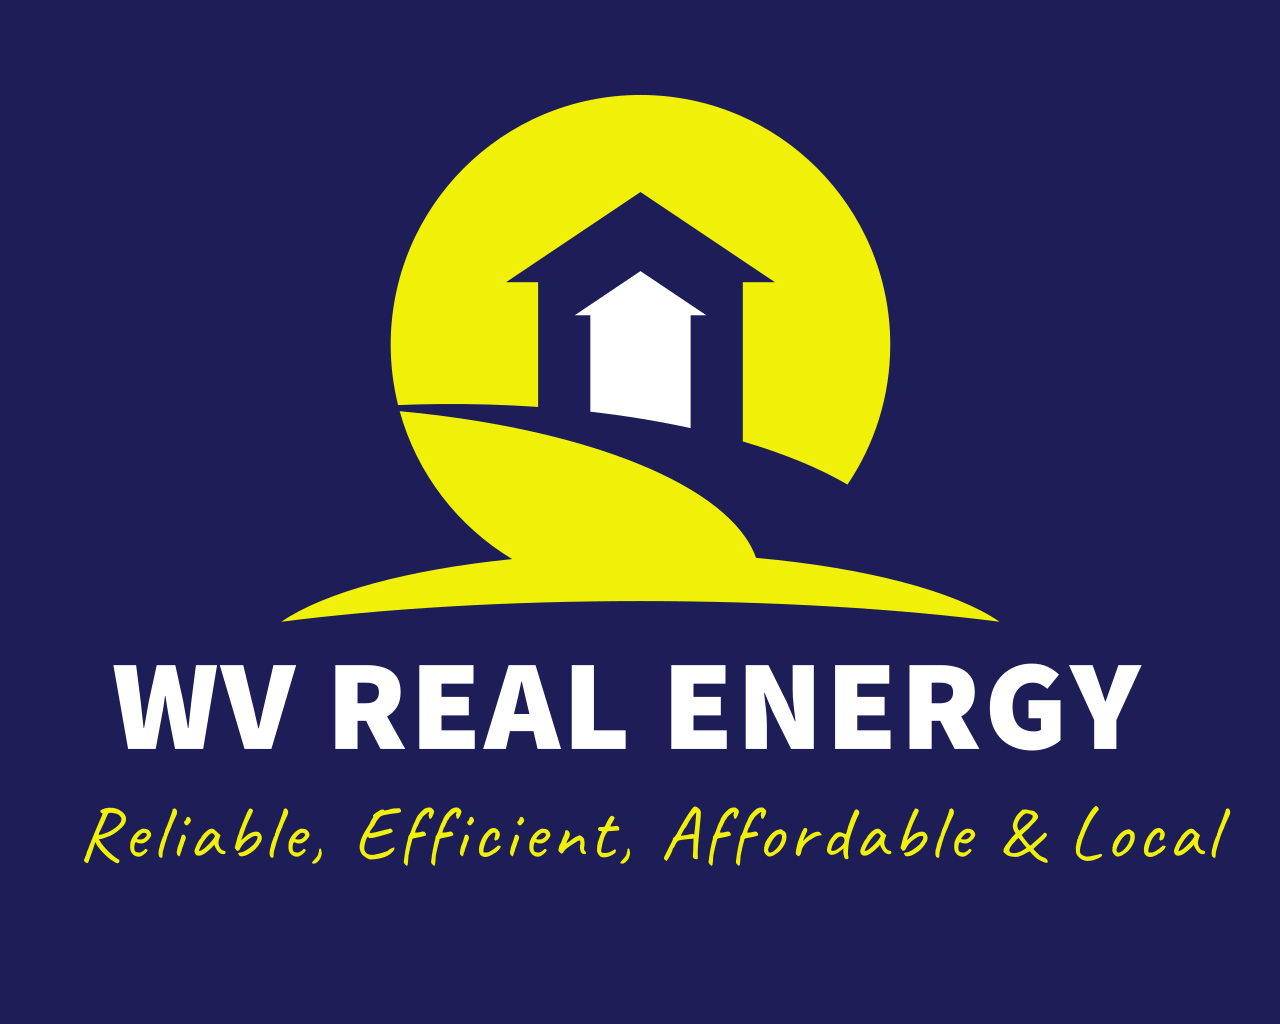 WV REAL ENERGY
Reliable, Efficient, Affordable & Local